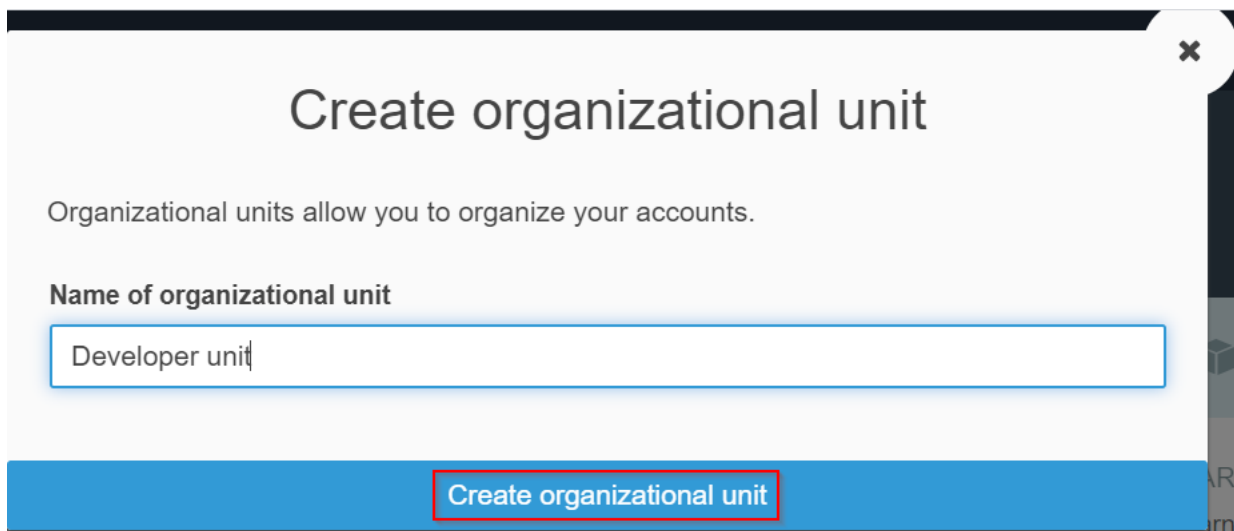 Create organizational unit
Organizational units allow you to organize your accounts.
Name of organizational unit
Developer unit
Create organizational unit